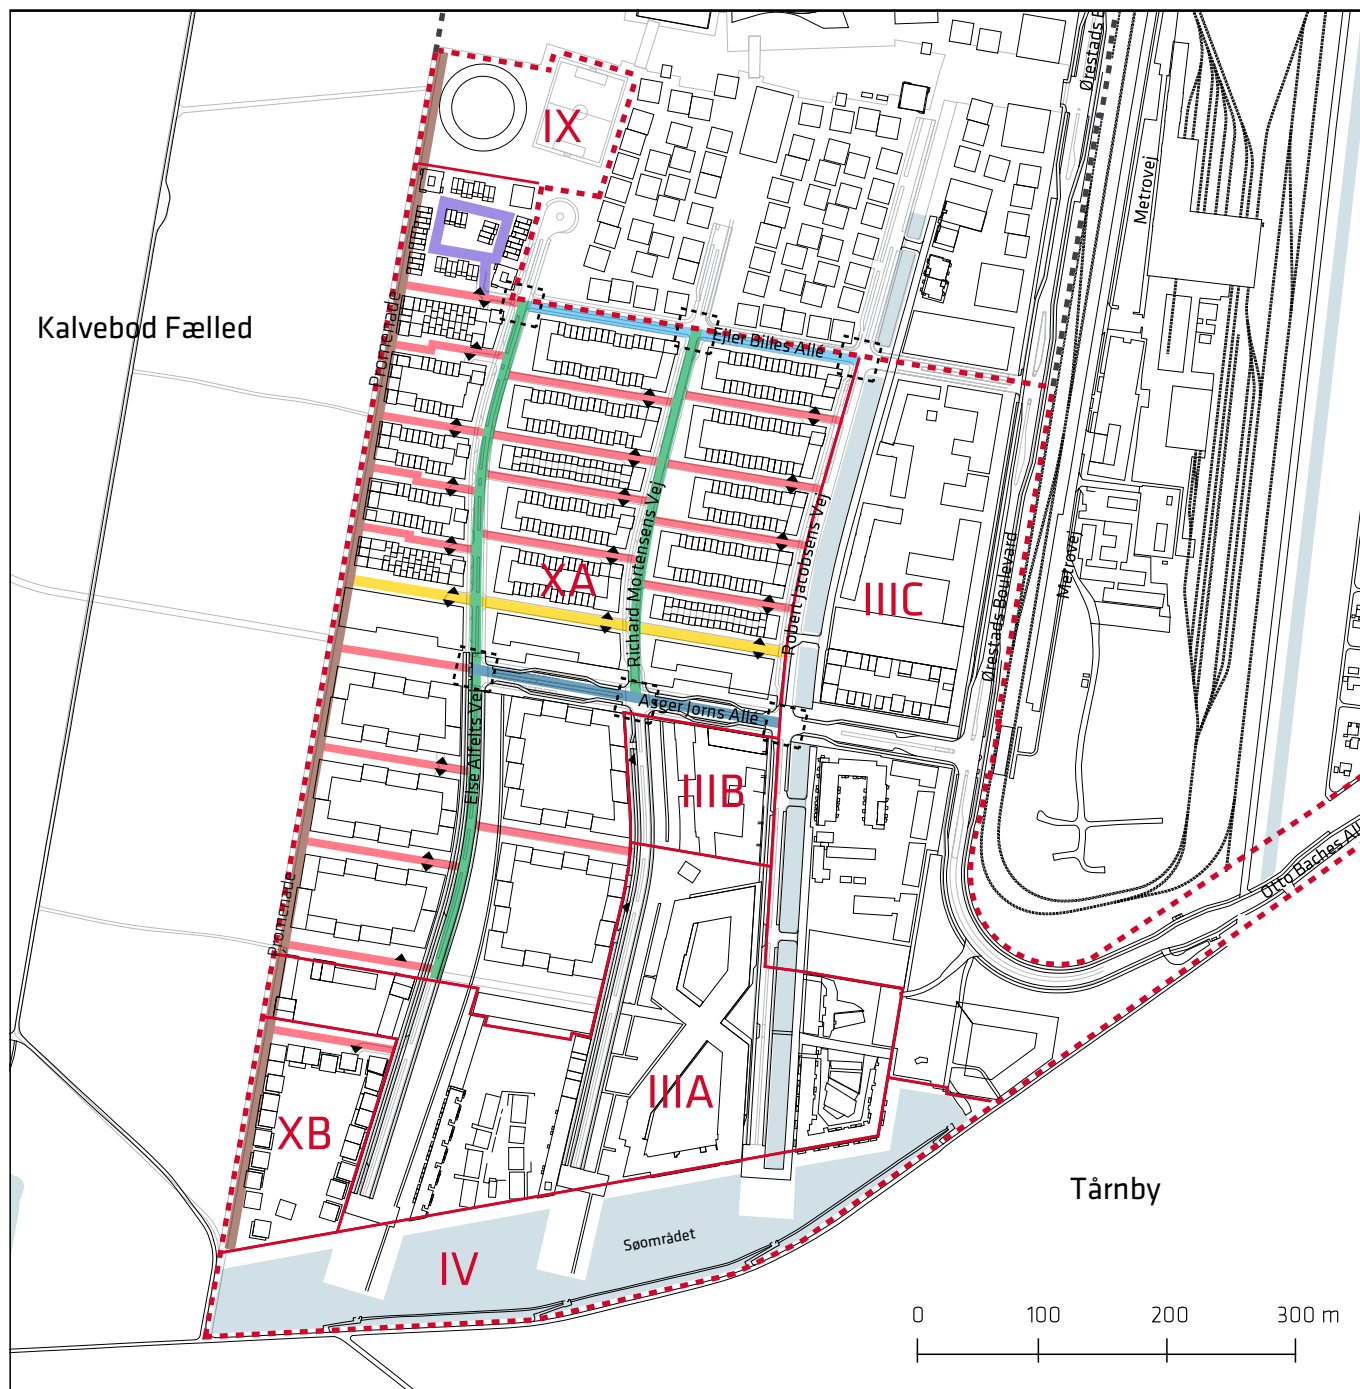 Ørestads B
IX
Metrovej
Kalvebod Fælled
Promenade
Ejler Billes Allé
XA
Richard Mortensens Vej
Robert Jacobsens Vej
IIIC
Ørestads Boulevard
Metrovej
Else Alfelts Vej
Asger Jorns Allé
IIIB
Otto Baches All
Promenade
IIIA
XB
Tårnby
IV
Søområdet
0 100 200 300 m